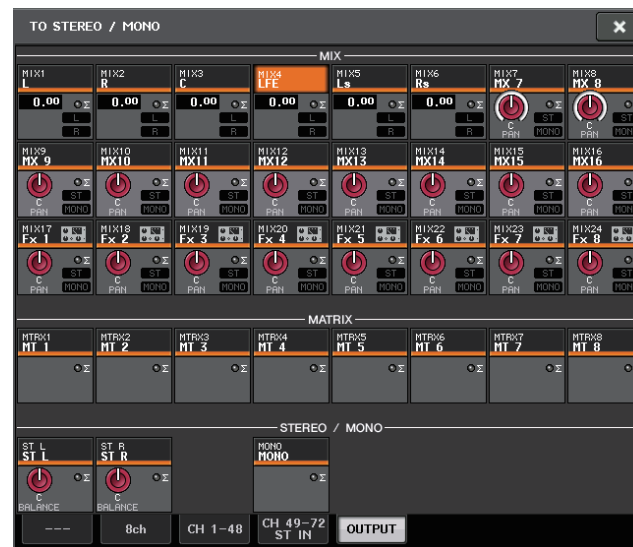 TO STEREO / MONO
MIX
MIX1 MIX2 MIX3 MIX4 MIX5 MIX6 MIX7 MIX8
L R C LFE Ls Rs MX 7 MX 8
0.00 Σ 0.00 Σ 0.00 Σ 0.00 Σ 0.00 Σ 0.00 Σ Σ
L L L L L L ST ST
R R R R R R C PAN MONO C PAN MONO
MIX9 MIX10 MIX11 MIX12 MIX13 MIX14 MIX15 MIX16
MX 9 MX10 MX11 MX12 MX13 MX14 MX15 MX16
Σ Σ Σ Σ Σ Σ Σ
ST ST ST ST ST ST ST ST
C C C C C C C C
PAN MONO PAN MONO PAN MONO PAN MONO PAN MONO PAN MONO PAN MONO PAN MONO
MIX17 MIX18 MIX19 MIX20 MIX21 MIX22 MIX23 MIX24
Fx 1 Fx 2 Fx 3 Fx 4 Fx 5 Fx 6 Fx 7 Fx 8
Σ Σ Σ Σ Σ Σ Σ
ST ST ST ST ST ST ST ST
C C C C C C C C
PAN MONO PAN MONO PAN MONO PAN MONO PAN MONO PAN MONO PAN MONO PAN MONO
MATRIX
MTRX1 MTRX2 MTRX3 MTRX4 MTRX5 MTRX6 MTRX7 MTRX8
MT 1 MT 2 MT 3 MT 4 MT 5 MT 6 MT 7 MT 8
Σ Σ Σ Σ Σ Σ Σ
STEREO / MONO
ST L ST R MONO
ST L ST R MONO
Σ Σ Σ
C C
BALANCE BALANCE
--- 8ch CH 1-48 CH 49-72 ST IN OUTPUT